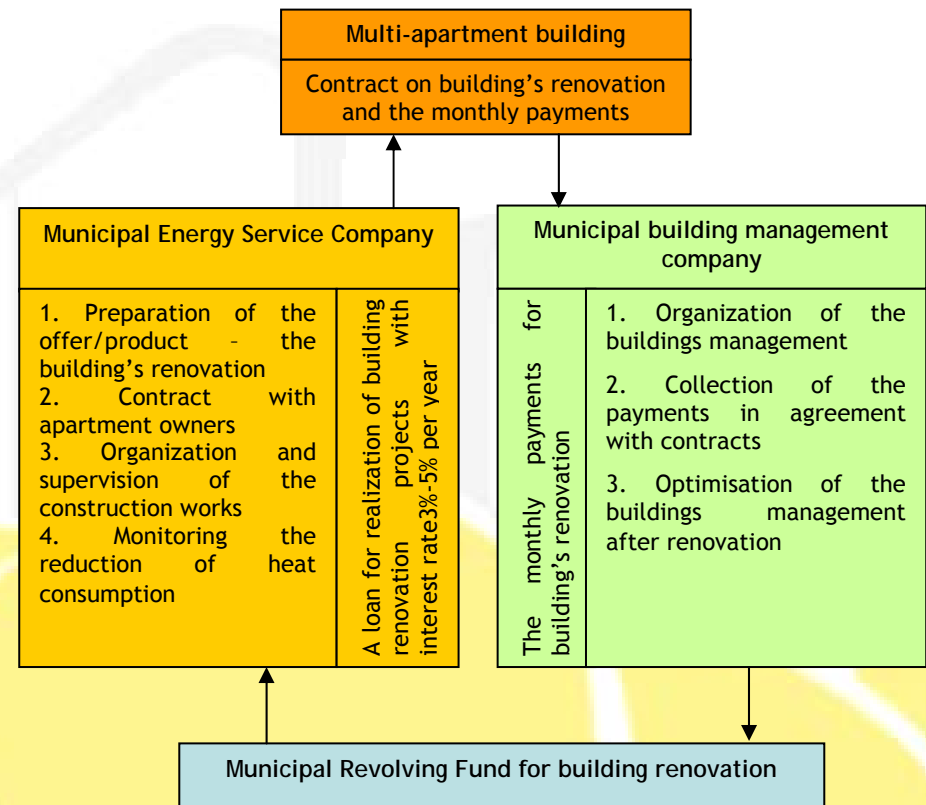 Multi-apartment building
Contract on building’s renovation
and the monthly payments
Municipal Energy Service Company
1. Preparation of the
offer/product – the
building’s renovation
2. Contract with
apartment owners
3. Organization and
supervision of the
construction works
4. Monitoring the
reduction of heat
consumption
A loan for realization of building
renovation projects with
interest rate3%-5% per year
Municipal building management
company
The monthly payments for
building’s renovation
1. Organization of the
buildings management
2. Collection of the
payments in agreement
with contracts
3. Optimisation of the
buildings management
after renovation
Municipal Revolving Fund for building renovation